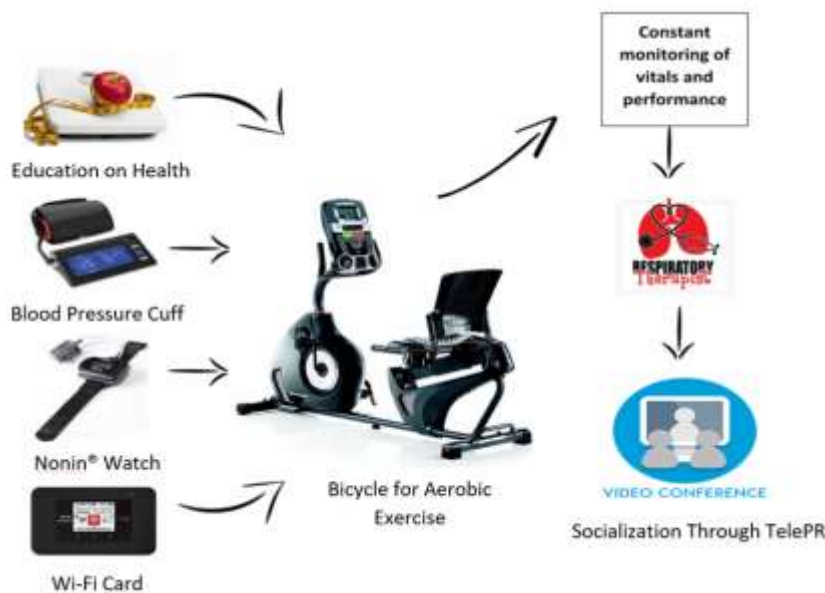 Education on Health
Blood Pressure Cuff
Nonin® Watch
Wi-Fi Card
Bicycle for Aerobic
Exercise
Constant
monitoring of
vitals and
performance
RESPIRATORY
Therapist
VIDEO CONFERENCE
Socialization Through TelePR